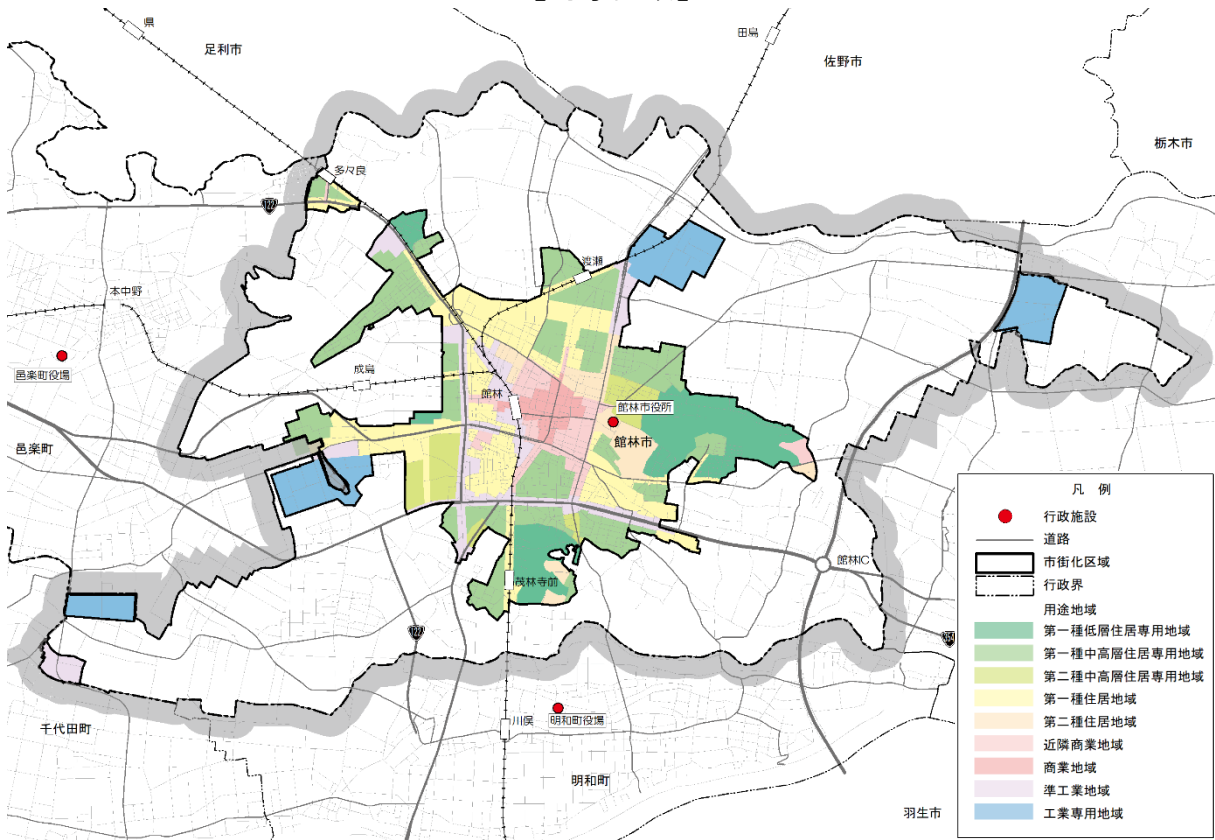 県
足利市
田島
佐野市
栃木市
多々良
122
渡瀬
本中野
邑楽町役場
成島
館林
館林市役所
館林市
邑楽町
茂林寺前
館林IC
122
354
千代田町
川俣
明和町役場
明和町
羽生市
凡 例
行政施設
道路
市街化区域
行政界
用途地域
第一種低層住居専用地域
第一種中高層住居専用地域
第二種中高層住居専用地域
第一種住居地域
第二種住居地域
近隣商業地域
商業地域
準工業地域
工業専用地域